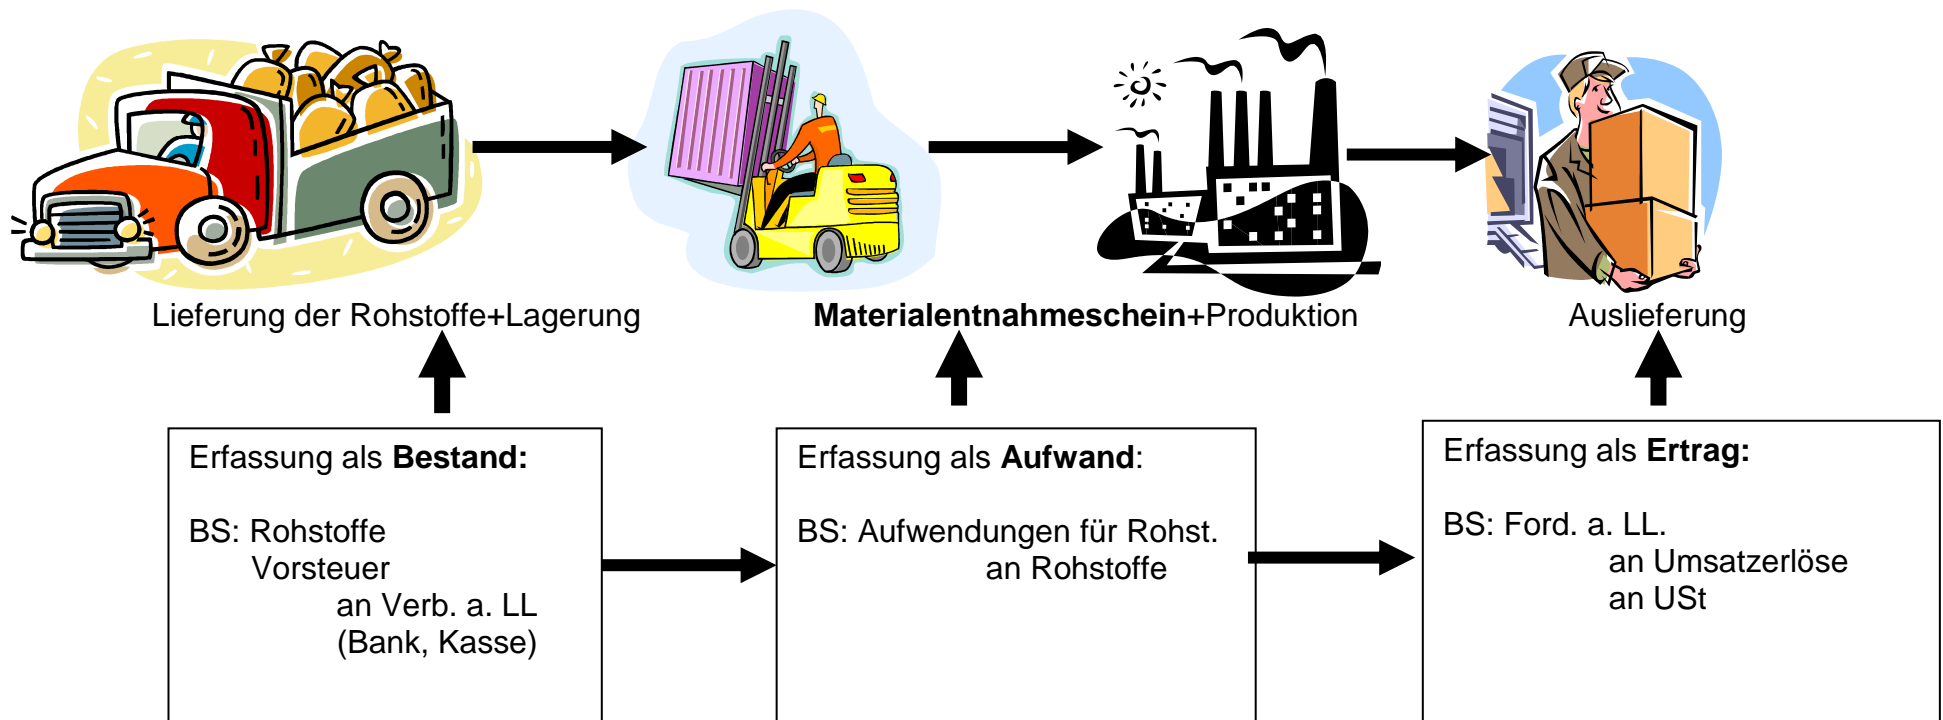 Lieferung der Rohstoffe+Lagerung
Materialentnahmeschein+Produktion
Auslieferung
Erfassung als Bestand:
BS: Rohstoffe
Vorsteuer
an Verb. a. LL
(Bank, Kasse)
Erfassung als Aufwand:
BS: Aufwendungen für Rohst.
an Rohstoffe
Erfassung als Ertrag:
BS: Ford. a. LL.
an Umsatzerlöse
an USt